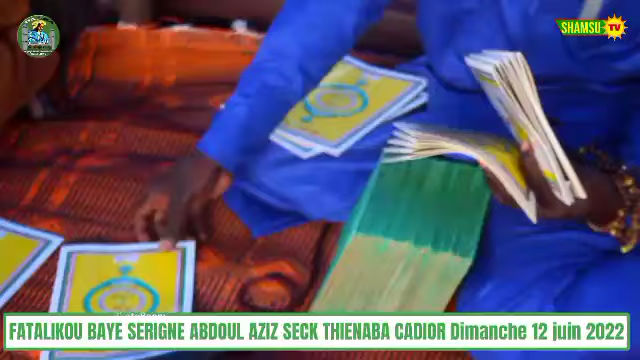 SHAMSU TV
FATALIKOU BAYE SERIGNE ABDOUL AZIZ SECK THIENABA CADIOR Dimanche 12 juin 2022